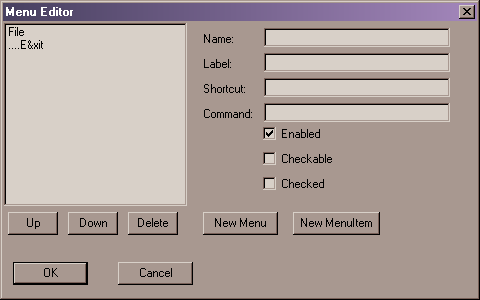 Menu Editor
File
....E&xit
Name:
Label:
Shortcut:
Command:
Enabled
Checkable
Checked
Up Down Delete New Menu New MenuItem
OK Cancel